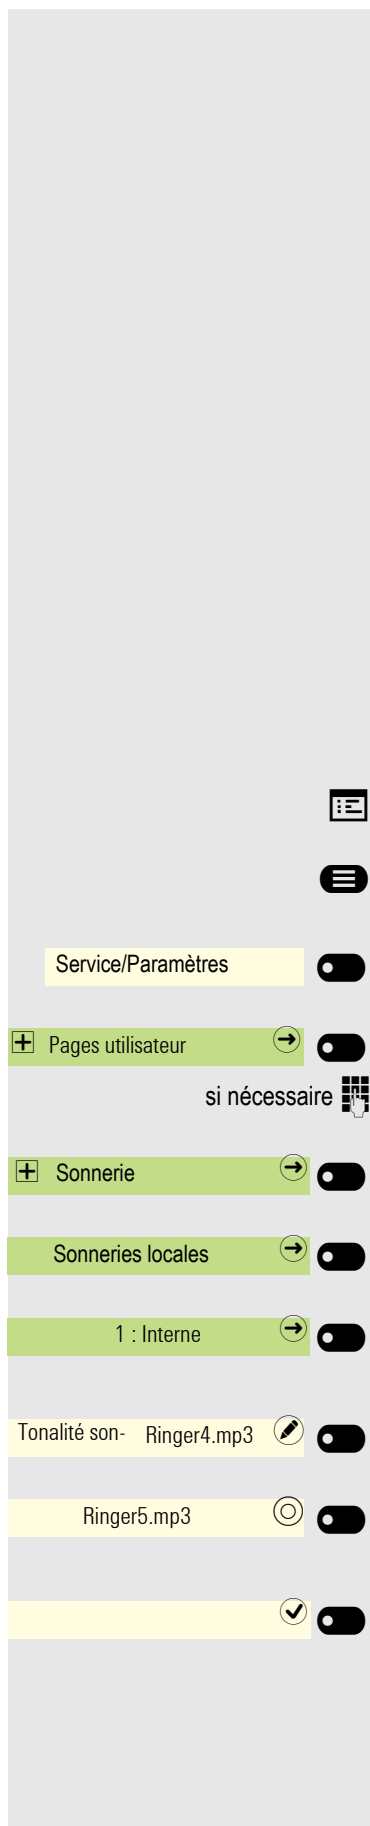 Service/Paramètres
Pages utilisateur
si nécessaire
Sonnerie
Sonneries locales
1 : Interne
Tonalité son- Ringer4.mp3
Ringer5.mp3